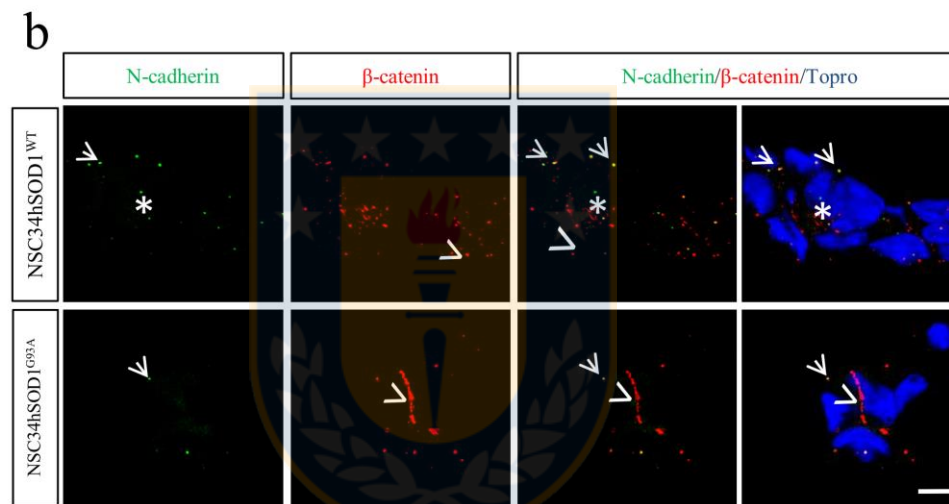 b
N-cadherin
β-catenin
N-cadherin/β-catenin/Topro
NSC34hSOD1ᵂᵀ
NSC34hSOD1ᴳ⁹³ᴬ